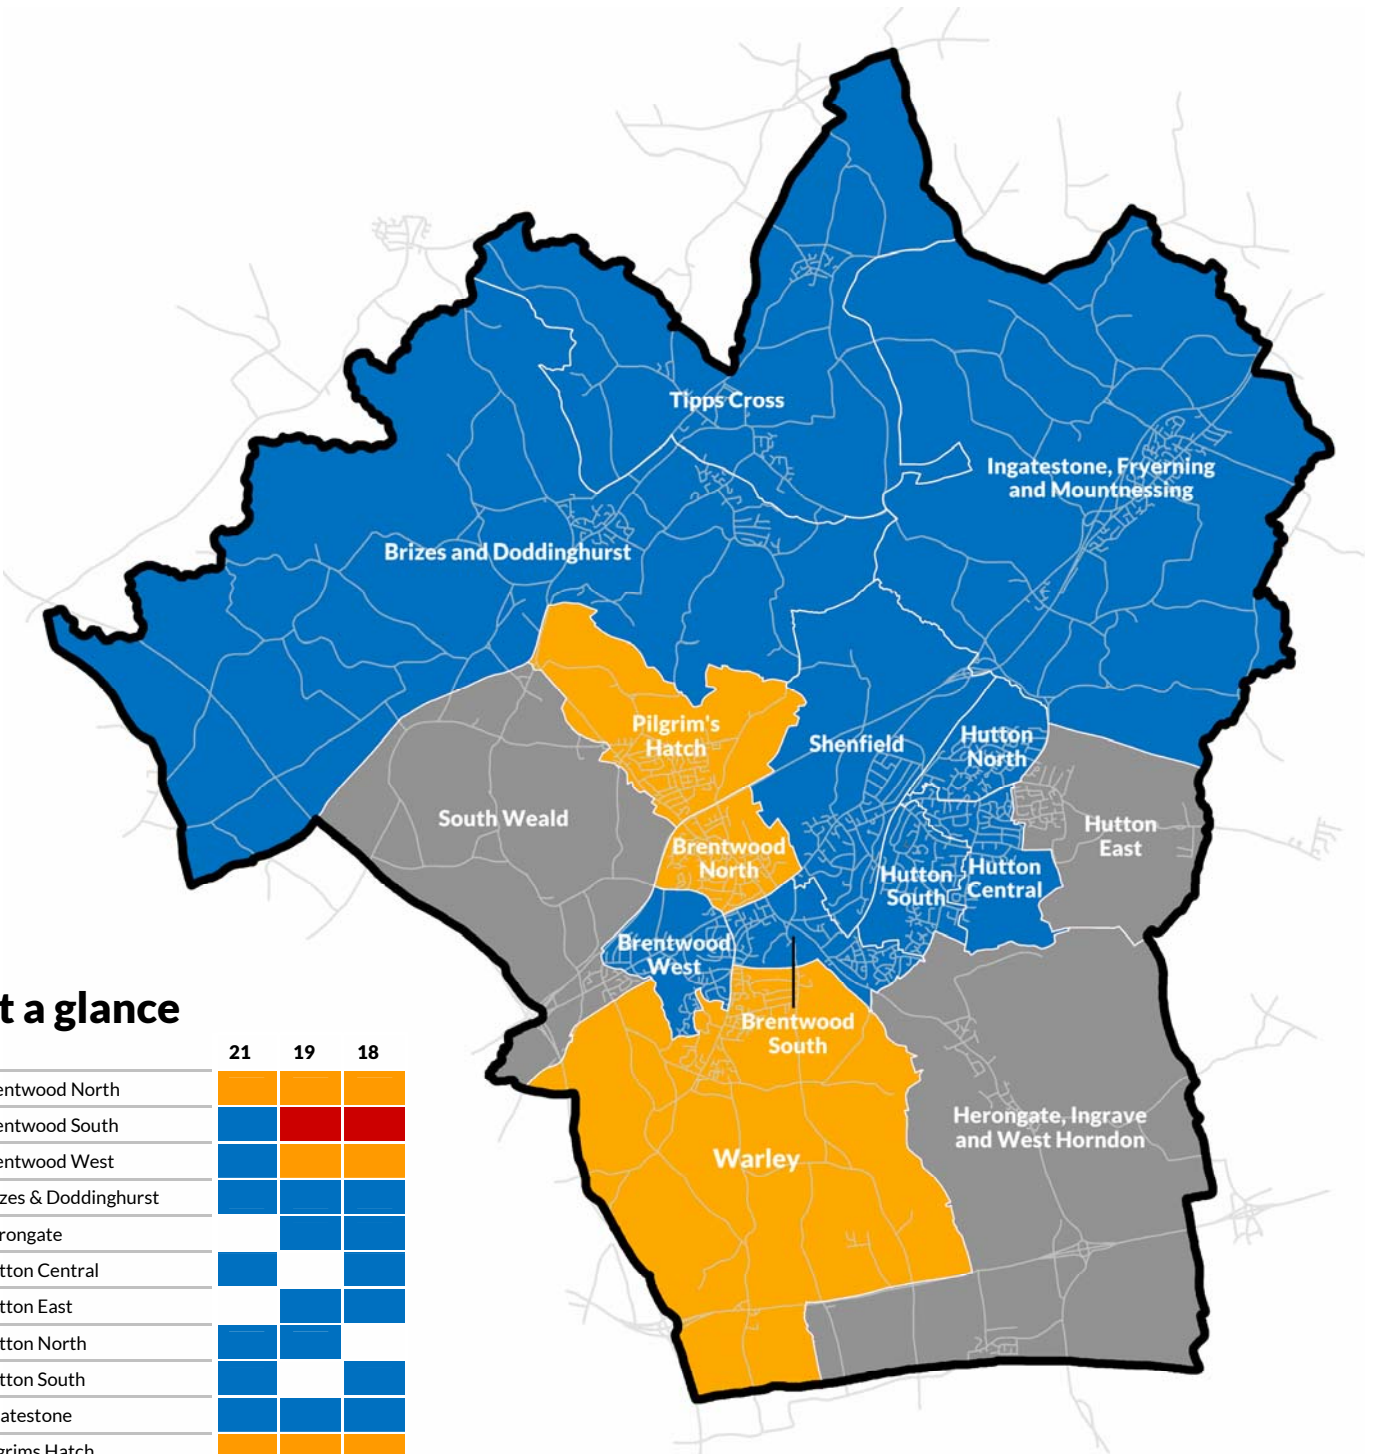 Tipps Cross
Ingatestone, Fryerning
and Mountnessing
Brizes and Doddinghurst
Pilgrim's
Hatch
Shenfield
Hutton
North
South Weald
Hutton
East
Brentwood
North
Hutton
South
Hutton
Central
Brentwood
West
Brentwood
South
Herongate, Ingrave
and West Horndon
Warley
t a glance
21 19 18
entwood North
entwood South
entwood West
zes & Doddinghurst
rongate
tton Central
tton East
tton North
tton South
atestone
grims Hatch